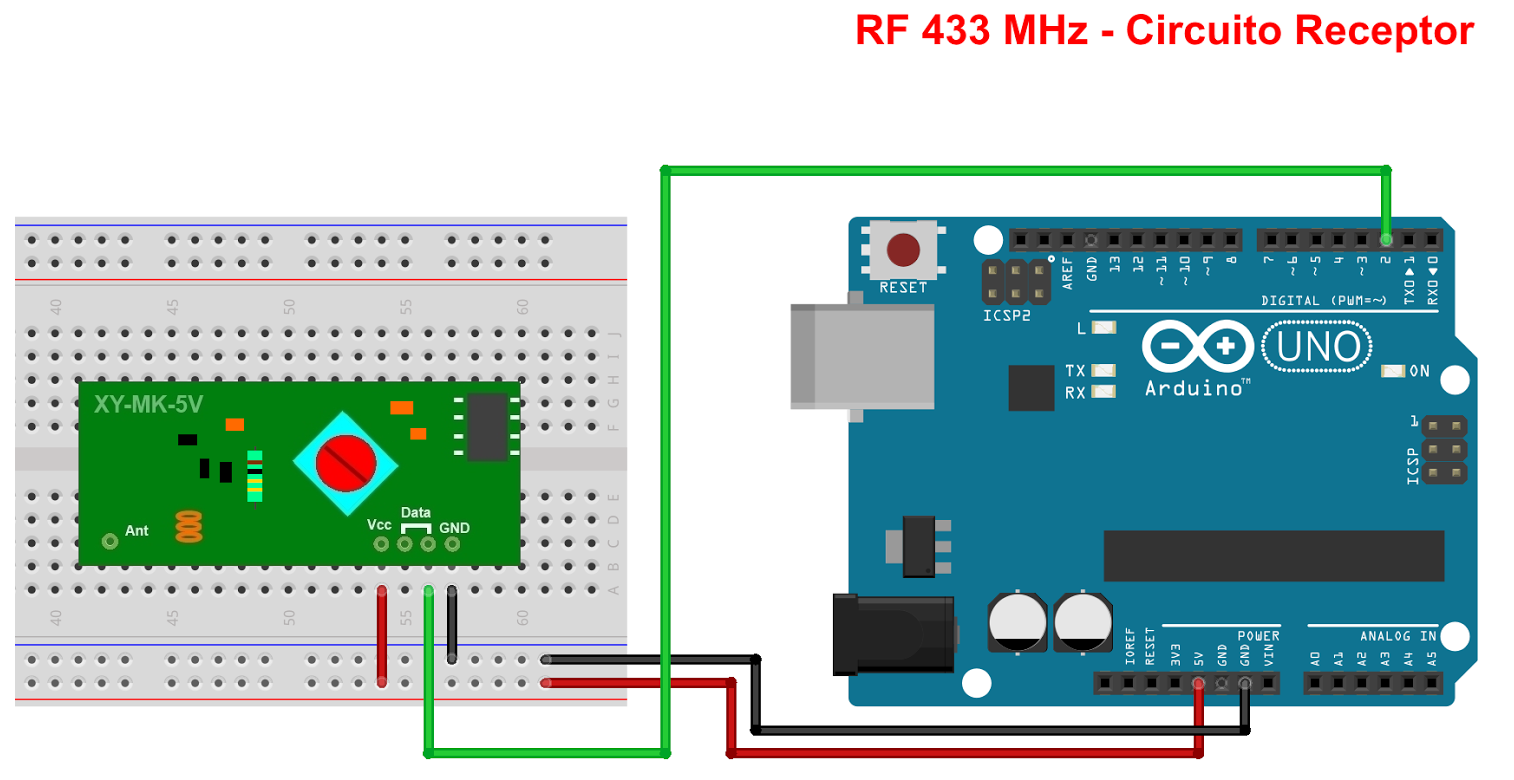 RF 433 MHz - Circuito Receptor
RESET
ICSP2
AREF
GND
13
12
~11
~10
~9
8
7
~6
~5
4
~3
2
TX0▶1
RX0◀0
DIGITAL (PWM=~)
L
TX
RX
UNO
Arduino™
ON
1
ICSP
40
45
50
55
60
J
I
H
G
F
XY-MK-5V
Vcc
Data
GND
Ant
E
D
C
B
A
40
45
50
55
60
IOREF
RESET
3V3
5V
GND
GND
VIN
POWER
ANALOG IN
A0
A1
A2
A3
A4
A5